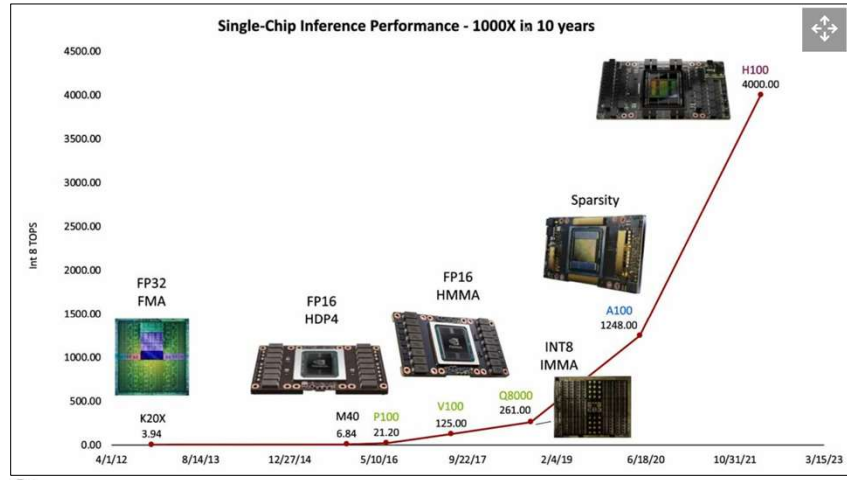 Single-Chip Inference Performance - 1000X in 10 years
4500.00
4000.00
3500.00
3000.00
2500.00
2000.00
1500.00
1000.00
500.00
0.00
Int 8 TOPS
4/1/12
8/14/13
12/27/14
5/10/16
9/22/17
2/4/19
6/18/20
10/31/21
3/15/23
FP32
FMA
K20X
3.94
FP16
HDP4
M40
6.84
P100
21.20
FP16
HMMA
V100
125.00
Q8000
261.00
INT8
IMMA
Sparsity
A100
1248.00
H100
4000.00